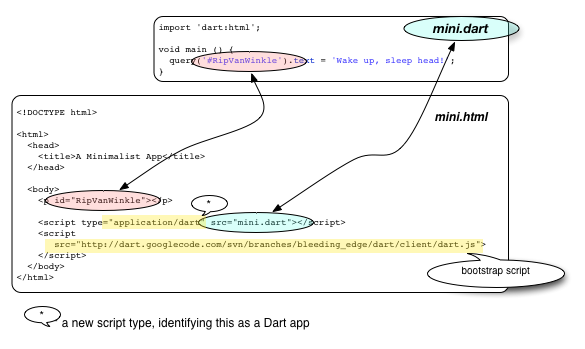 import 'dart:html';
mini.dart
void main () {
query('#RipVanWinkle').text = 'Wake up, sleep head!';
}
<!DOCTYPE html>
mini.html
<html>
<head>
<title>A Minimalist App</title>
</head>
<body>
<p id="RipVanWinkle"></p>
*
<script type="application/dart" src="mini.dart"></script>
<script
src="http://dart.googlecode.com/svn/branches/bleeding_edge/dart/client/dart.js">
</script>
</body>
</html>
bootstrap script
*
a new script type, identifying this as a Dart app